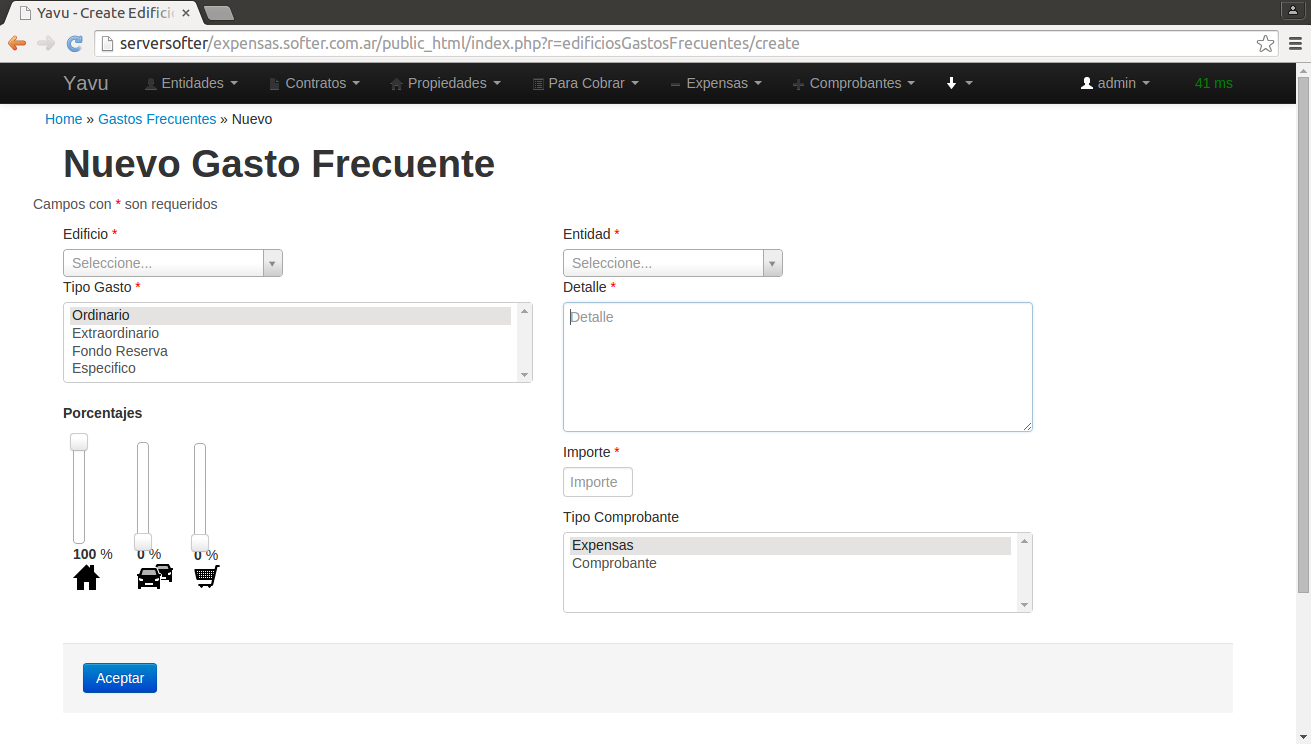 Yavu - Create Edifici
serversofter/expensas.softer.com.ar/public_html/index.php?r=edificiosGastosFrecuentes/create
Yavu Entidades Contratos Propiedades Para Cobrar Expensas Comprobantes admin 41 ms
Home » Gastos Frecuentes » Nuevo
Nuevo Gasto Frecuente
Campos con * son requeridos
Edificio *
Seleccione...
Tipo Gasto *
Ordinario
Extraordinario
Fondo Reserva
Especifico
Porcentajes
100 % 0 % 0 %
Entidad *
Seleccione...
Detalle *
Detalle
Importe *
Importe
Tipo Comprobante
Expensas
Comprobante
Aceptar